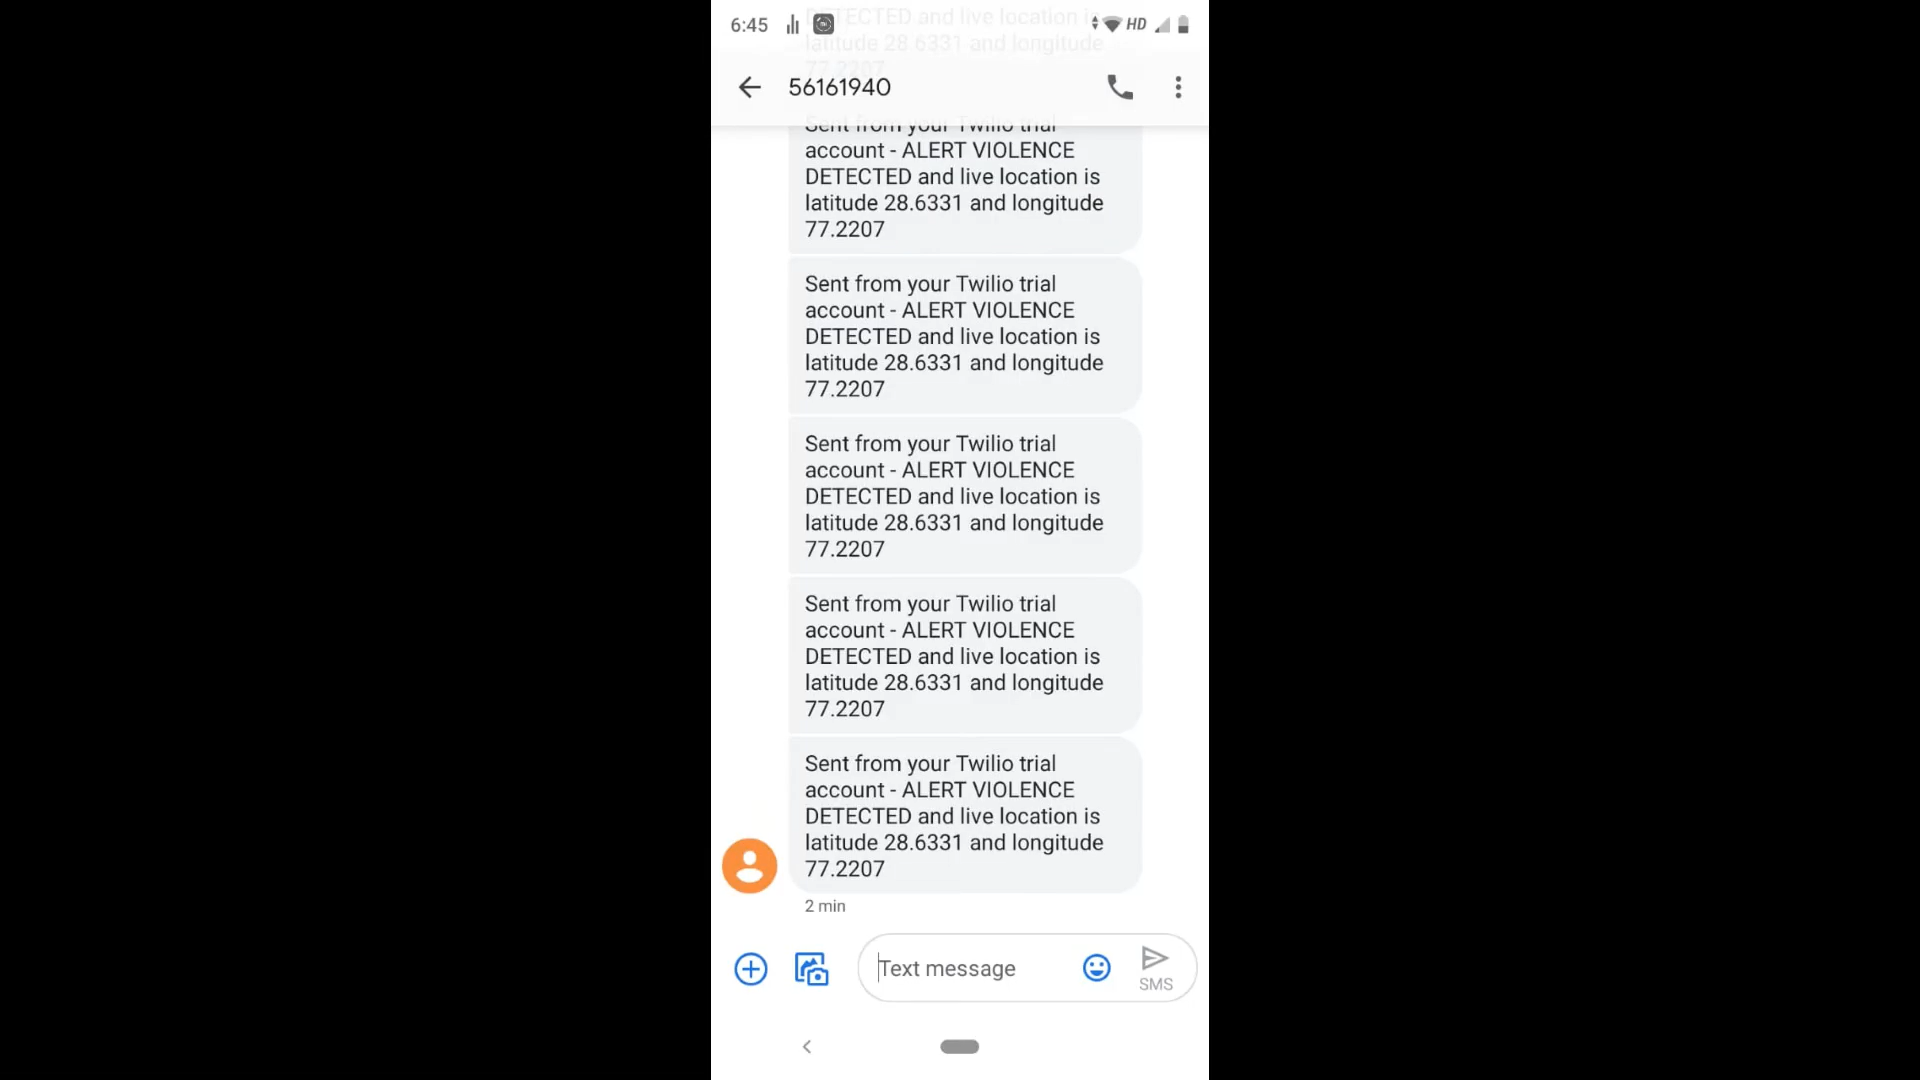 6:45
HD
DETECTED and live location is
latitude 28.6331 and longitude
77.2207
56161940
Sent from your Twilio trial
account - ALERT VIOLENCE
DETECTED and live location is
latitude 28.6331 and longitude
77.2207
Sent from your Twilio trial
account - ALERT VIOLENCE
DETECTED and live location is
latitude 28.6331 and longitude
77.2207
Sent from your Twilio trial
account - ALERT VIOLENCE
DETECTED and live location is
latitude 28.6331 and longitude
77.2207
Sent from your Twilio trial
account - ALERT VIOLENCE
DETECTED and live location is
latitude 28.6331 and longitude
77.2207
Sent from your Twilio trial
account - ALERT VIOLENCE
DETECTED and live location is
latitude 28.6331 and longitude
77.2207
2 min
Text message
SMS